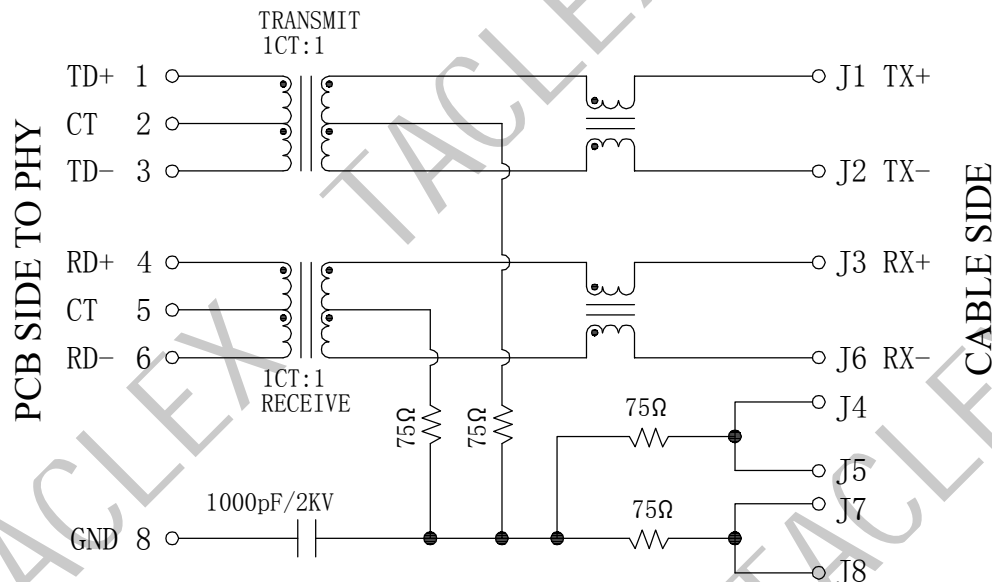 TRANSMIT
1CT:1
TD+ 1
CT 2
TD- 3
J1 TX+
J2 TX-
RD+ 4
CT 5
RD- 6
J3 RX+
J6 RX-
1CT:1
RECEIVE
PCB SIDE TO PHY
CABLE SIDE
75Ω
75Ω
75Ω
J4
J5
1000pF/2KV
GND 8
75Ω
J7
J8
TACLEX
TACLEX
TACLEX